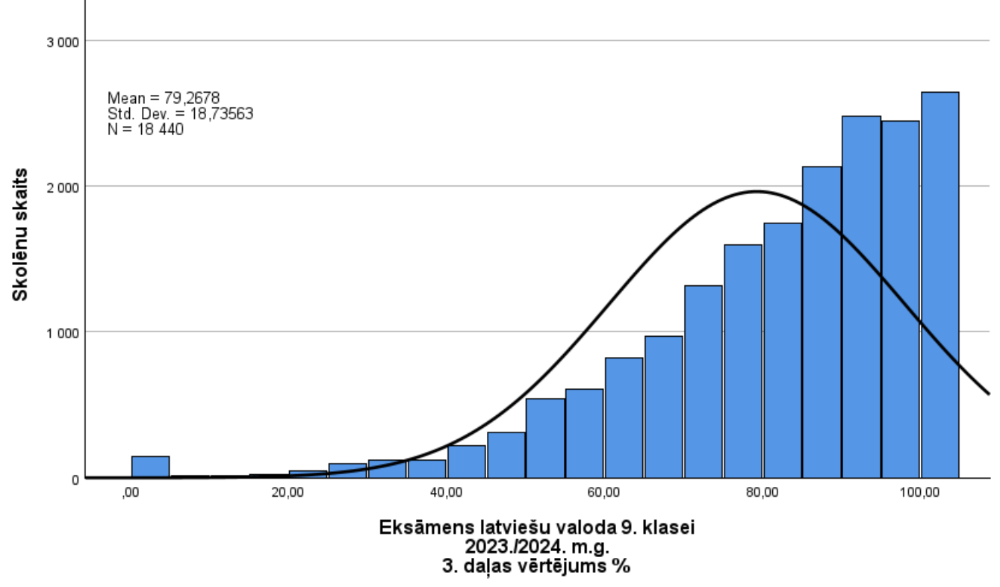 3 000
Mean = 79,2678
Std. Dev. = 18,73563
N = 18 440
2 000
Skolēnu skaits
1 000
0
,00 20,00 40,00 60,00 80,00 100,00
Eksāmens latviešu valoda 9. klasei
2023./2024. m.g.
3. daļas vērtējums %